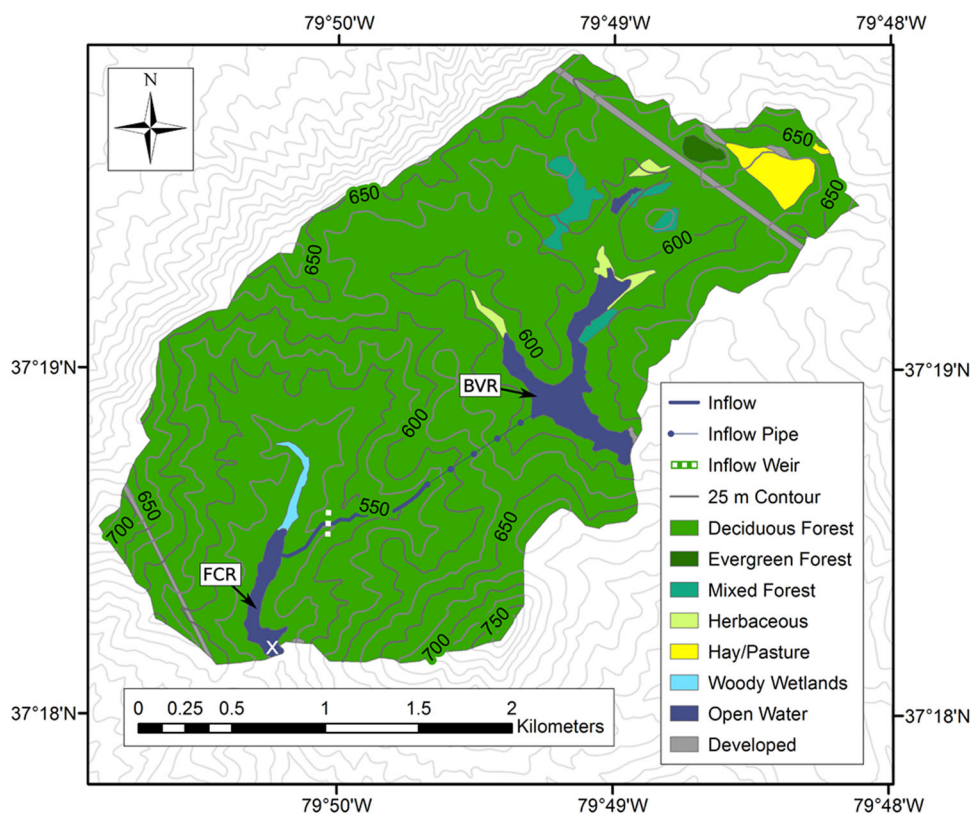 79°50'W 79°49'W 79°48'W
N
650
650
650
650
600
650
37°19'N 37°19'N
600
BVR
600
Inflow
Inflow Pipe
Inflow Weir
25 m Contour
Deciduous Forest
Evergreen Forest
Mixed Forest
Herbaceous
Hay/Pasture
Woody Wetlands
Open Water
Developed
650
550
700
650
FCR
750
700
X
37°18'N 37°18'N
0 0.25 0.5 1 1.5 2
Kilometers
79°50'W 79°49'W 79°48'W